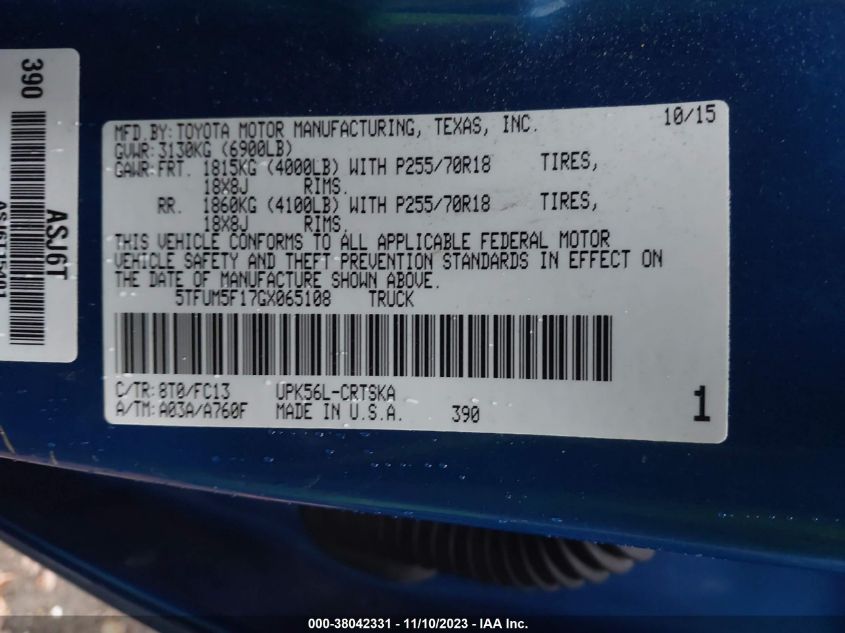 390
ASJ6T
MFD.BY:TOYOTA MOTOR MANUFACTURING, TEXAS, INC. 10/15
GVWR:3130KG (6900LB)
GAWR:FRT. 1815KG (4000LB) WITH P255/70R18 TIRES,
18X8J RIMS.
RR. 1860KG (4100LB) WITH P255/70R18 TIRES,
18X8J RIMS.
THIS VEHICLE CONFORMS TO ALL APPLICABLE FEDERAL MOTOR
VEHICLE SAFETY AND THEFT PREVENTION STANDARDS IN EFFECT ON
THE DATE OF MANUFACTURE SHOWN ABOVE.
5TFUM5F17GX065108 TRUCK
C/TR:8T0/FC13 UPK56L-CRTSKA
A/TM:A03A/A760F MADE IN U.S.A. 390 1
000-38042331 - 11/10/2023 - IAA Inc.